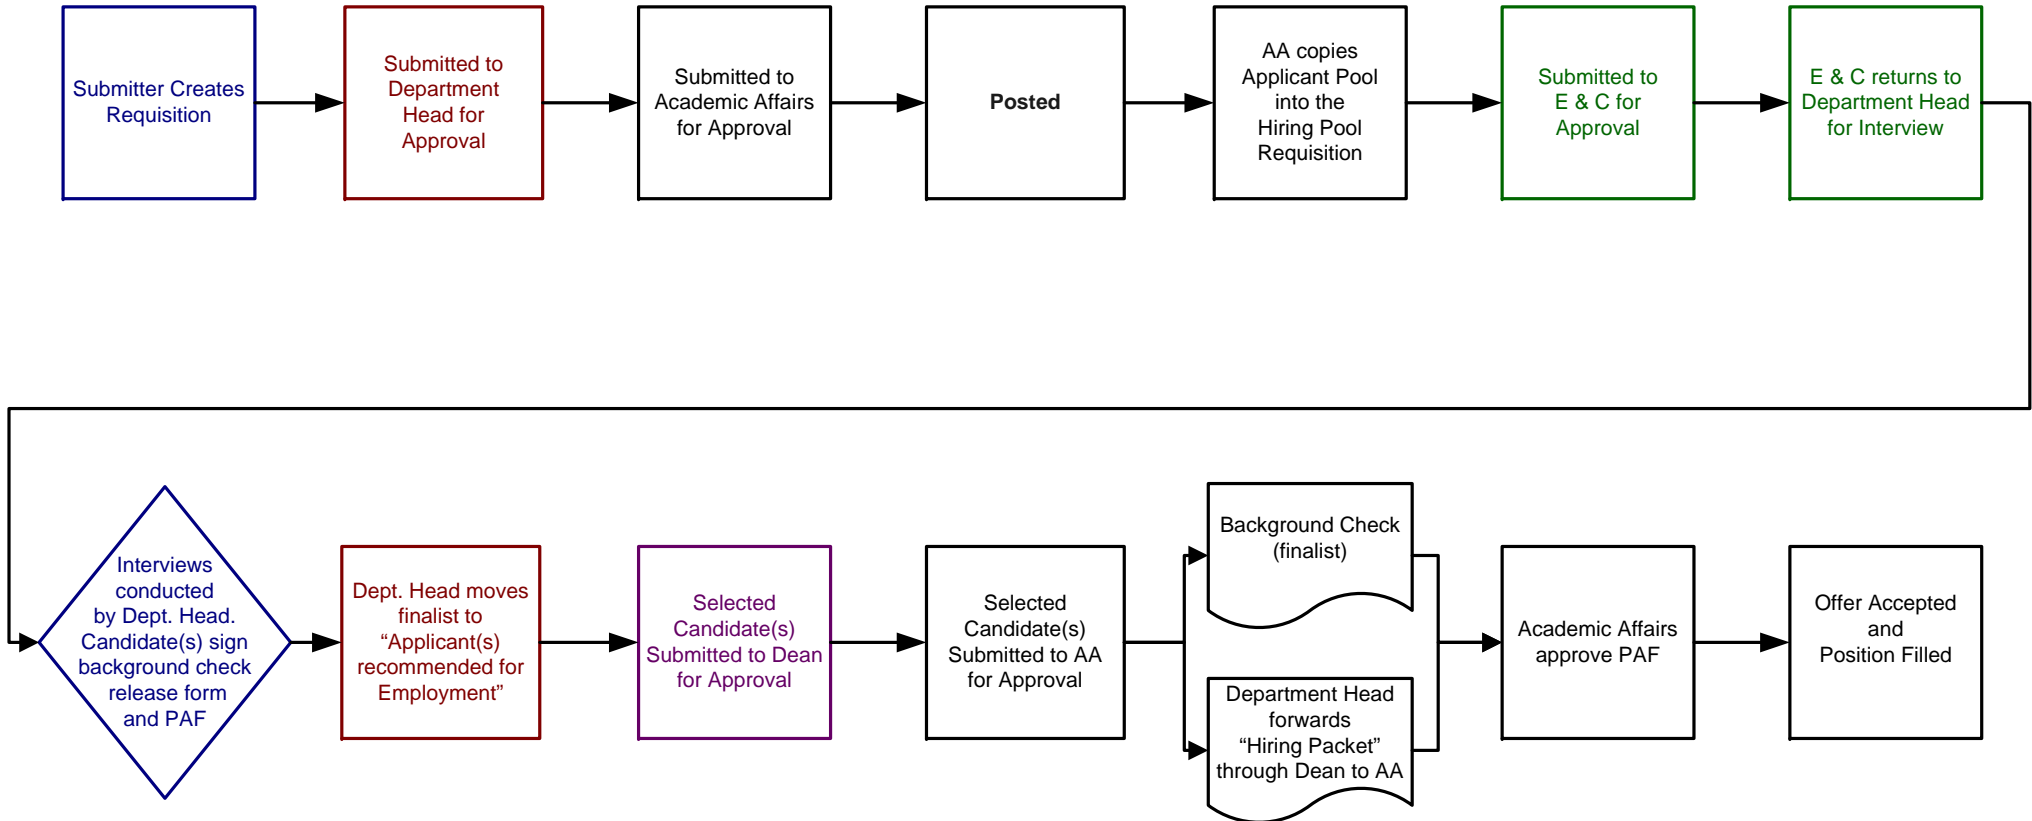 Submitter Creates
Requisition
Submitted to
Department
Head for
Approval
Submitted to
Academic Affairs
for Approval
Posted
AA copies
Applicant Pool
into the
Hiring Pool
Requisition
Submitted to
E & C for
Approval
E & C returns to
Department Head
for Interview
Interviews
conducted
by Dept. Head.
Candidate(s) sign
background check
release form
and PAF
Dept. Head moves
finalist to
“Applicant(s)
recommended for
Employment”
Selected
Candidate(s)
Submitted to Dean
for Approval
Selected
Candidate(s)
Submitted to AA
for Approval
Background Check
(finalist)
Department Head
forwards
“Hiring Packet”
through Dean to AA
Academic Affairs
approve PAF
Offer Accepted
and
Position Filled